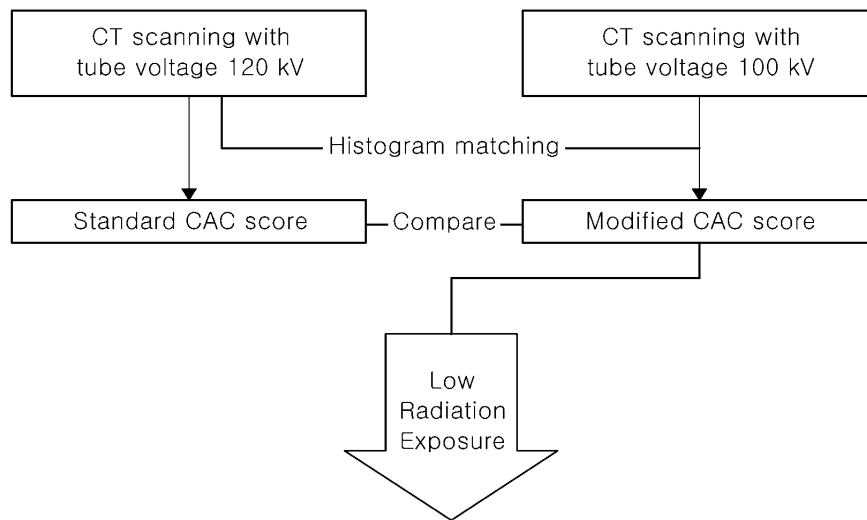 CT scanning with
tube voltage 120 kV
CT scanning with
tube voltage 100 kV
Histogram matching
Standard CAC score
Compare
Modified CAC score
Low
Radiation
Exposure